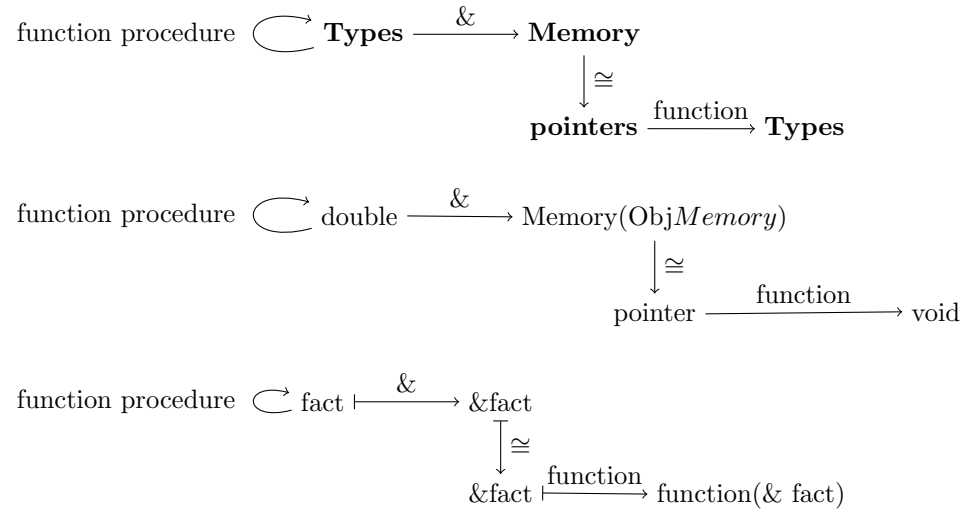 function procedure Types & Memory
≅
pointers function Types
function procedure double & Memory(ObjMemory)
≅
pointer function void
function procedure fact & &fact
≅
&fact function function(& fact)